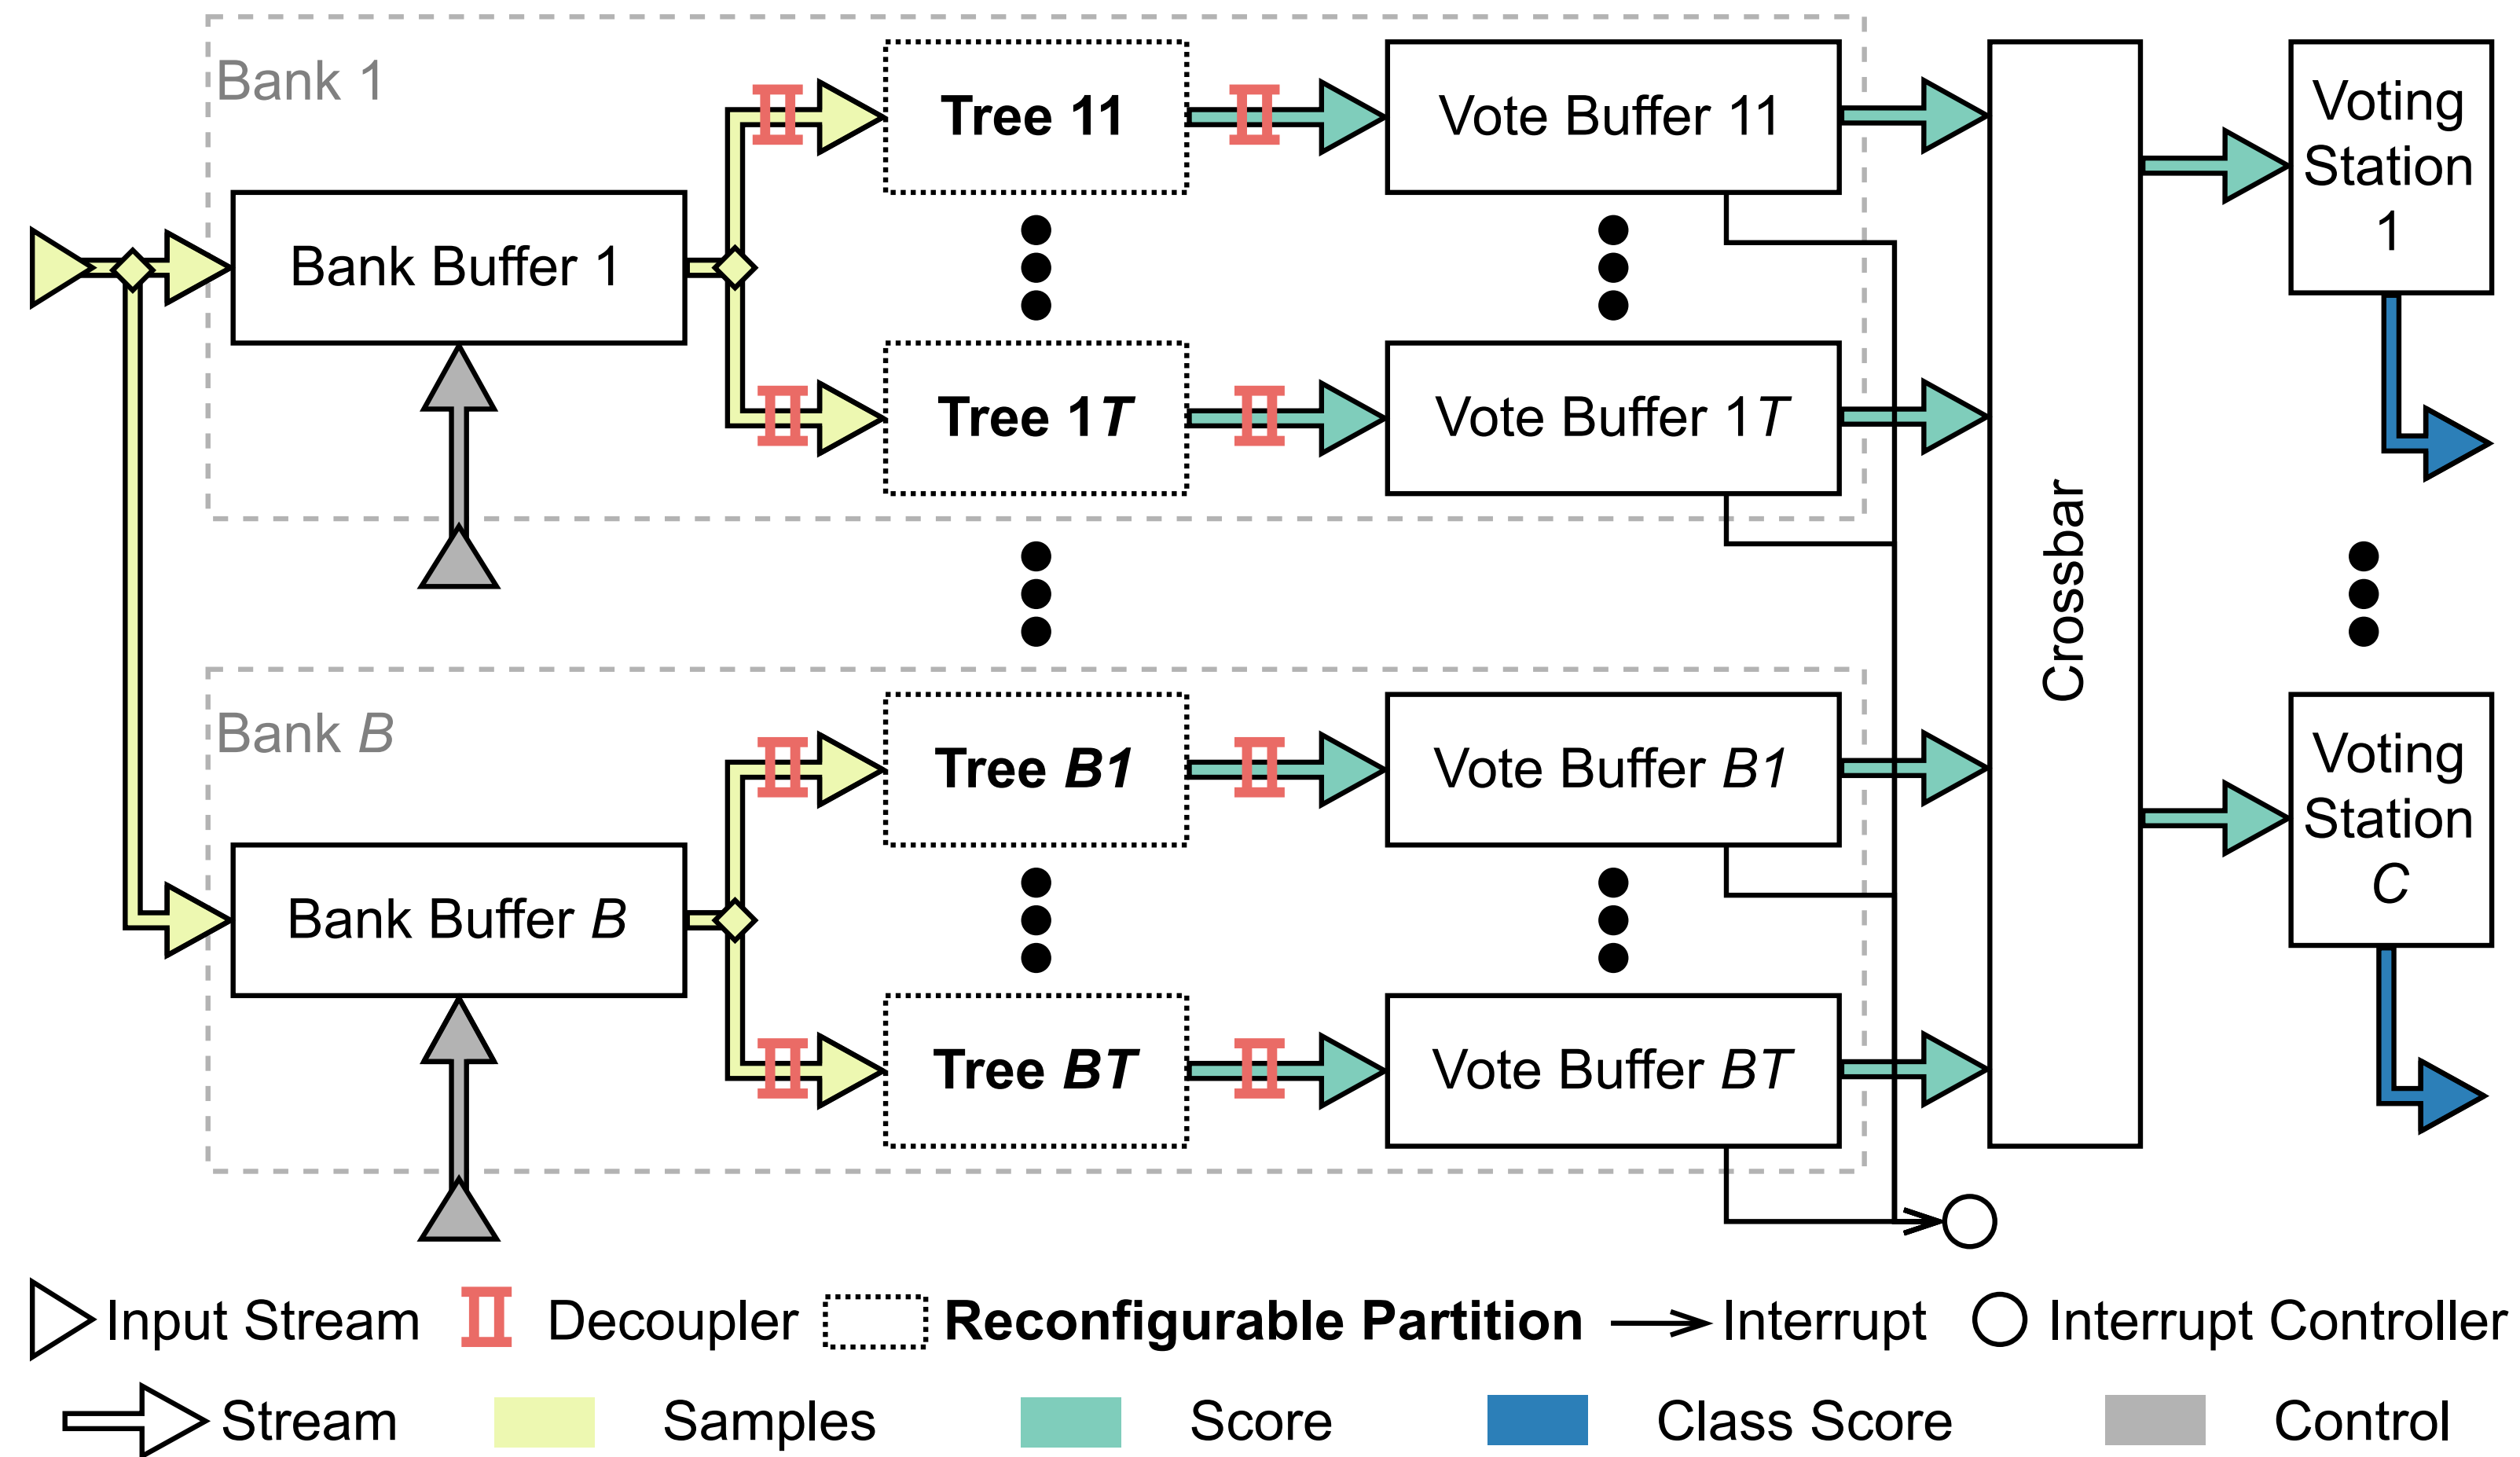 Bank 1
Tree 11
Vote Buffer 11
Voting
Station
1
Bank Buffer 1
Tree 1T
Vote Buffer 1T
Crossbar
Bank B
Tree B1
Vote Buffer B1
Voting
Station
C
Bank Buffer B
Tree BT
Vote Buffer BT
Input Stream
Decoupler
Reconfigurable Partition
Interrupt
Interrupt Controller
Stream
Samples
Score
Class Score
Control